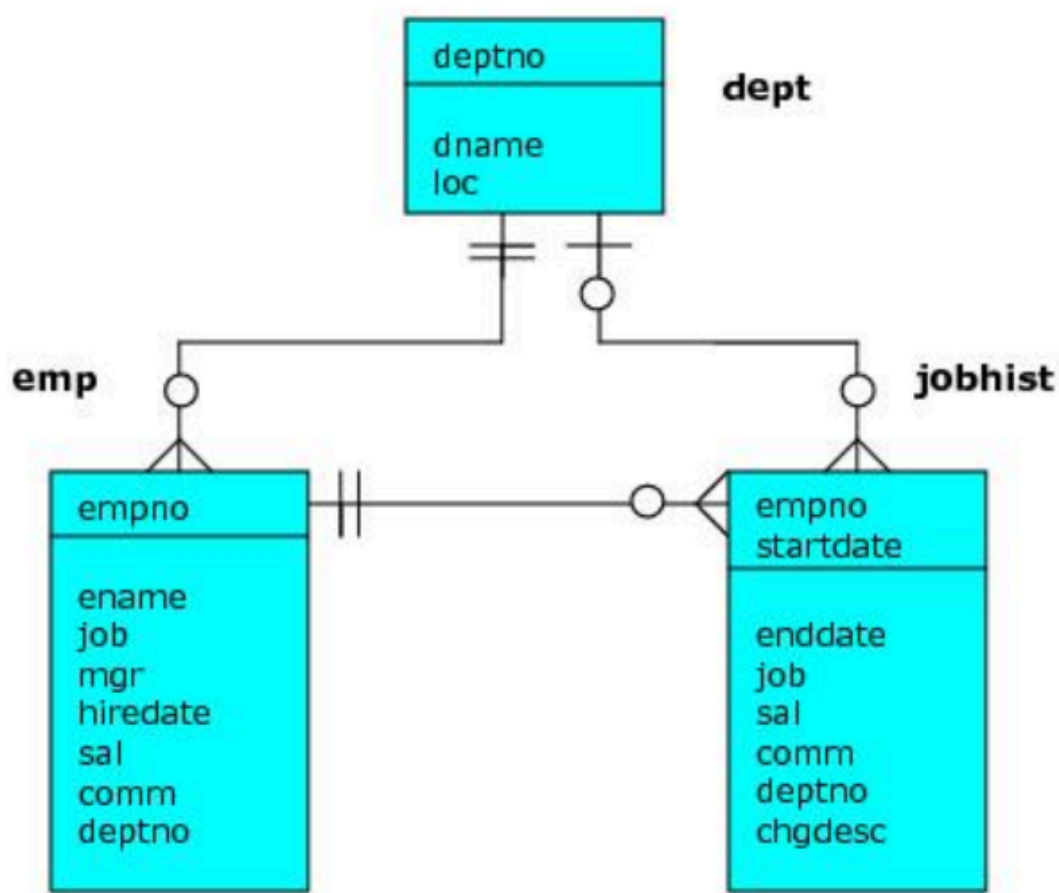 deptno
dept
dname
loc
emp
jobhist
empno
ename
job
mgr
hiredate
sal
comm
deptno
empno
startdate
enddate
job
sal
comm
deptno
chgdesc